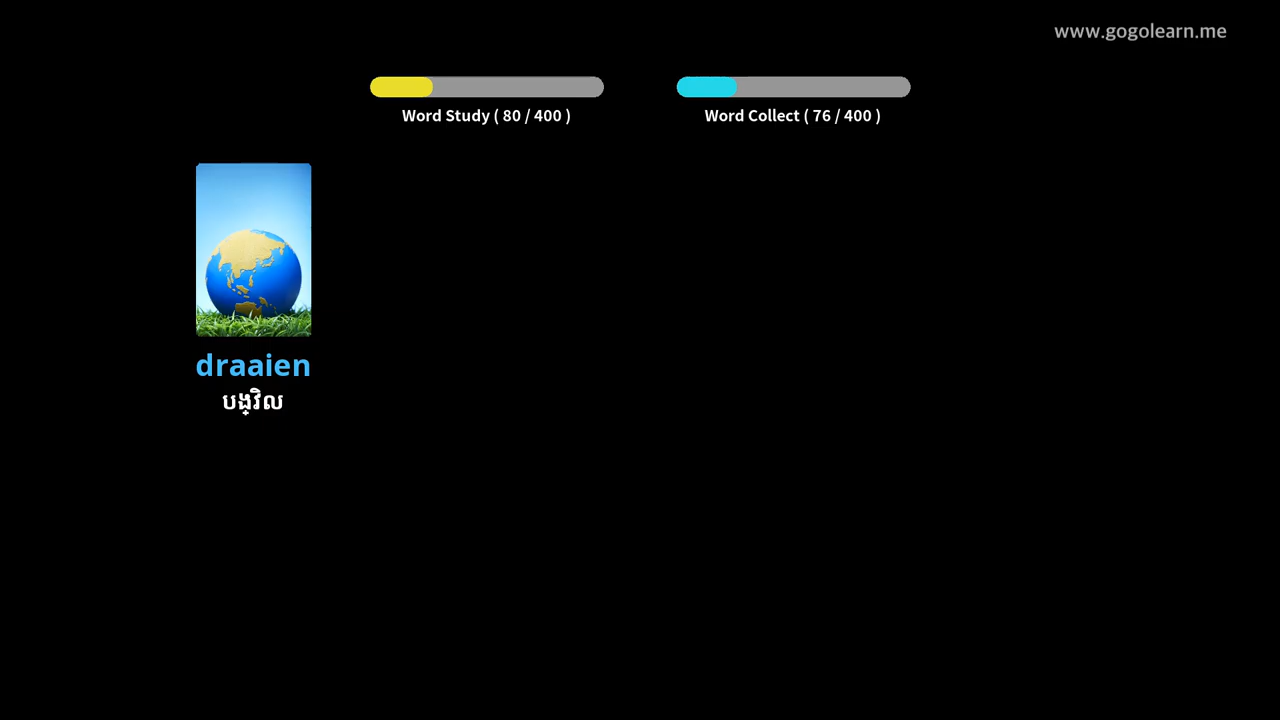 www.gogolearn.me
Word Study ( 80 / 400 )
Word Collect ( 76 / 400 )
draaien
បង្វិល